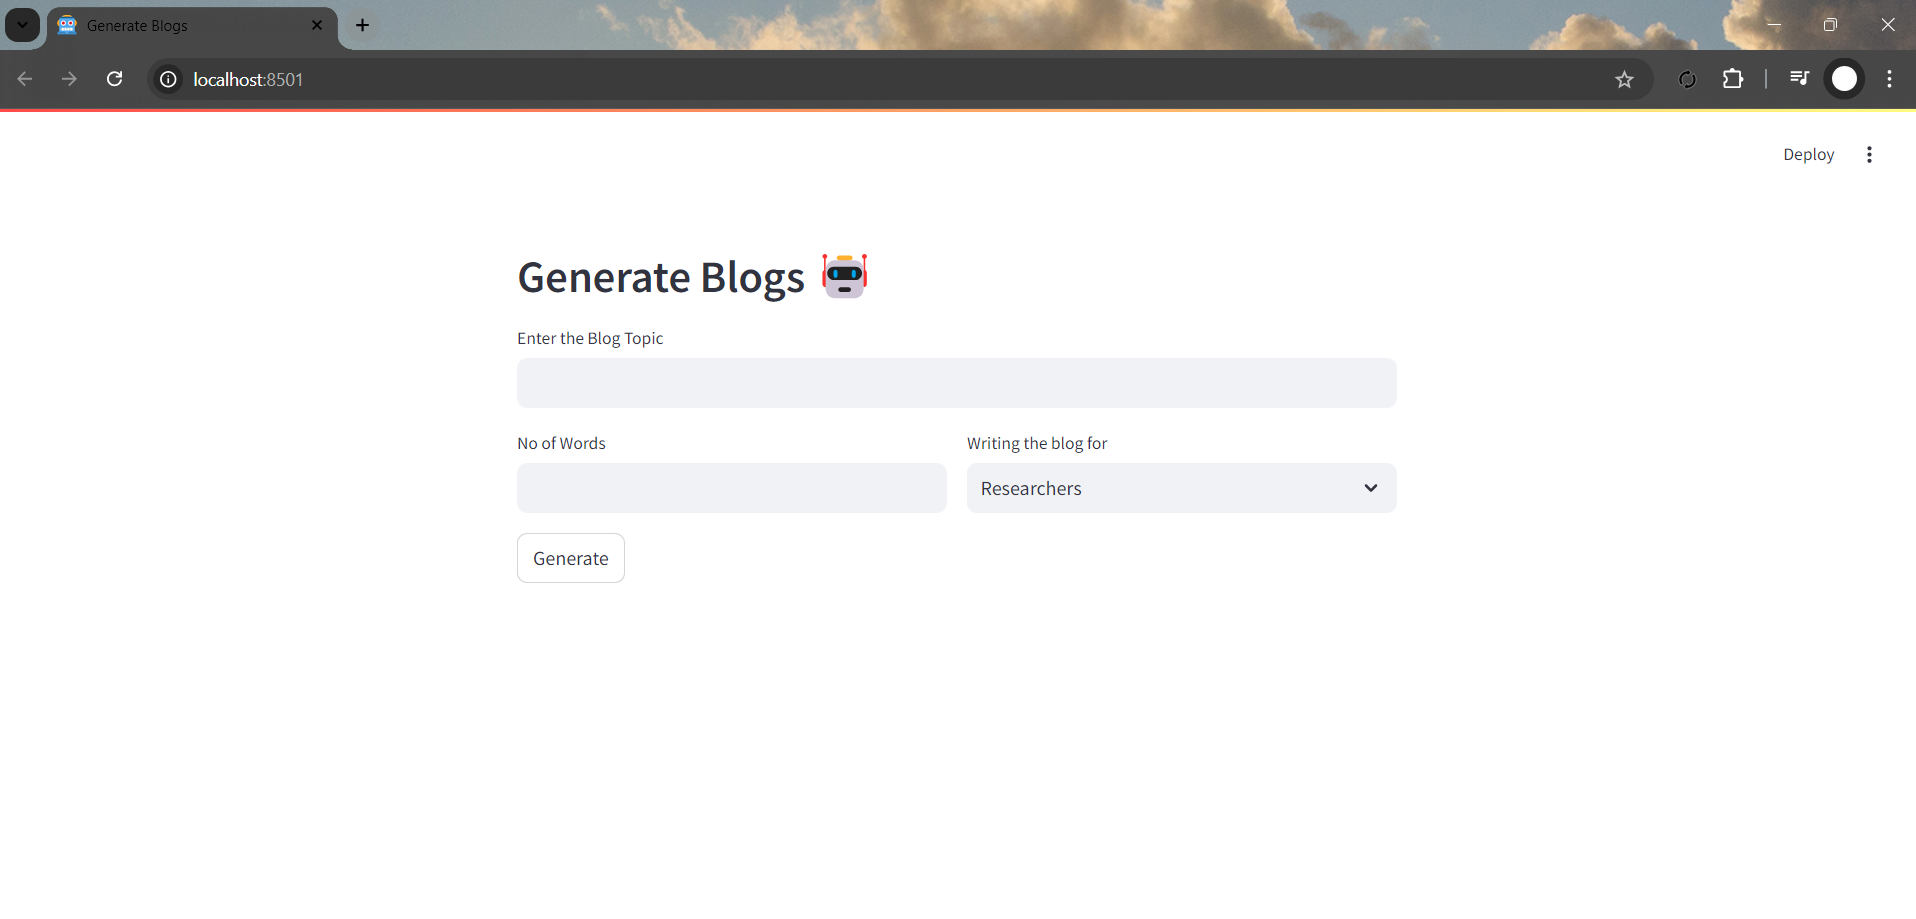 Generate Blogs
localhost:8501
Deploy
Generate Blogs
Enter the Blog Topic
No of Words
Writing the blog for
Researchers
Generate